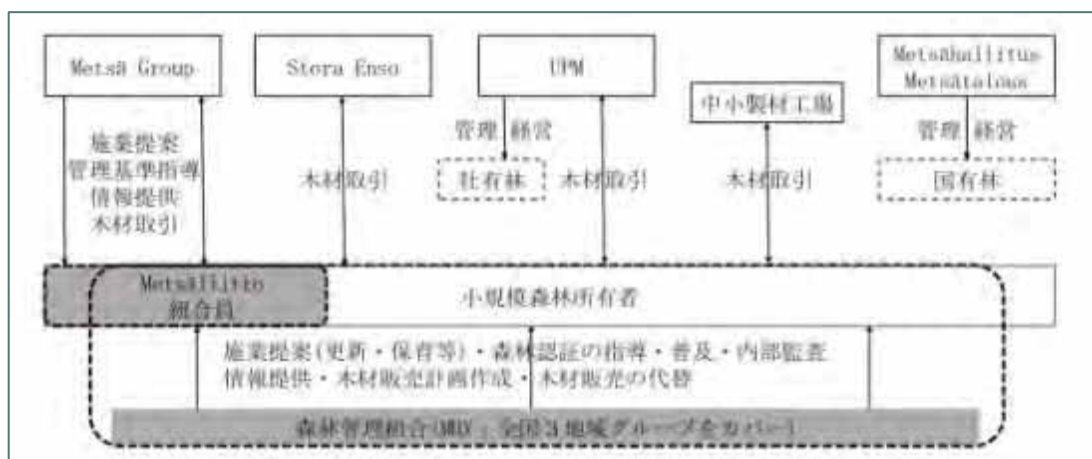 Metsä Group
Stora Enso
UPM
Metsähallitus
Metsätalous
中小製材工場
施業提案
管理基準指導
情報提供
木材取引
木材取引
管理 経営
社有林
木材取引
木材取引
管理 経営
国有林
Metsäliitto
組合員
小規模森林所有者
施業提案(更新・保育等)・森林認証の指導・普及・内部監査
情報提供・木材販売計画作成・木材販売の代替
森林管理組合(MHY：全国3地域グループをカバー)